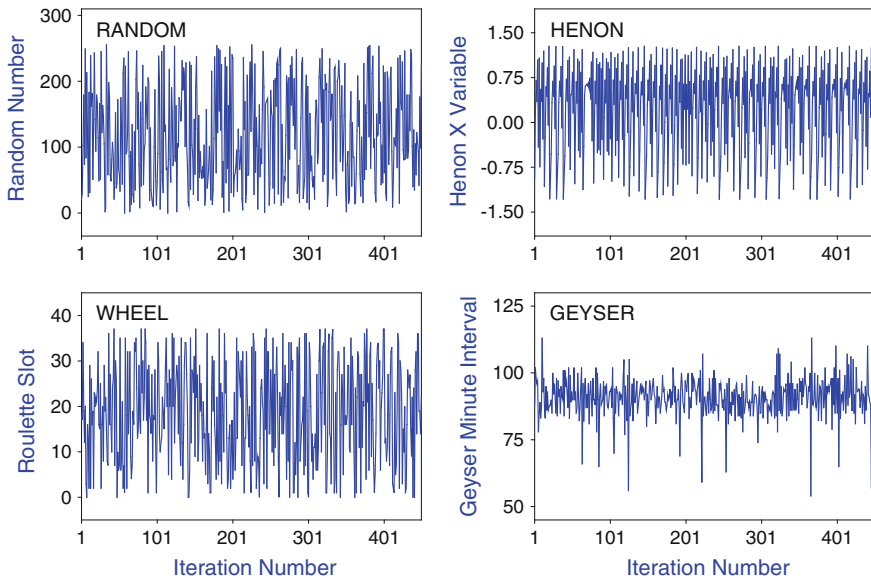 RANDOM
Random Number
300
200
100
0
1 101 201 301 401
HENON
Henon X Variable
1.50
0.75
0.00
-0.75
-1.50
1 101 201 301 401
WHEEL
Roulette Slot
40
30
20
10
0
1 101 201 301 401
Iteration Number
GEYSER
Geyser Minute Interval
125
100
75
50
1 101 201 301 401
Iteration Number